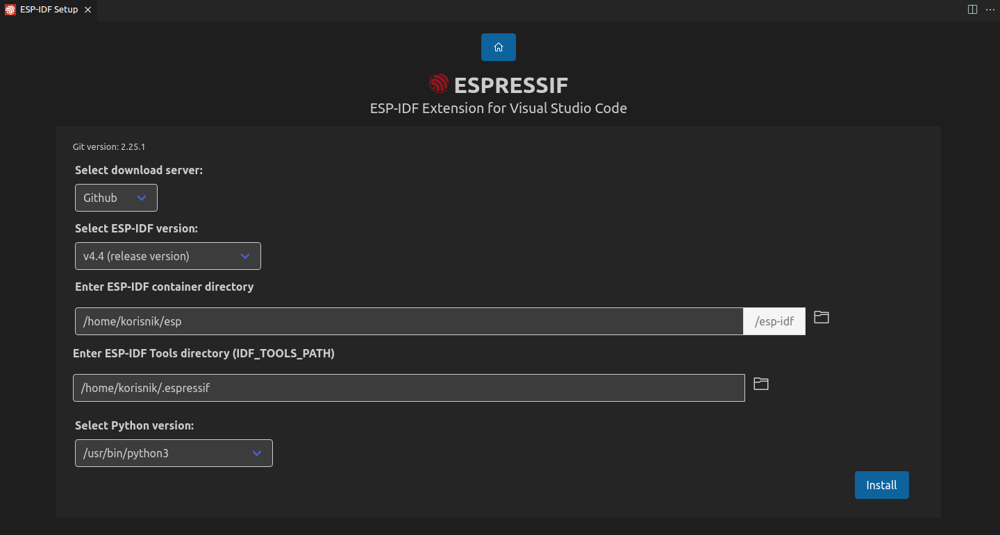 ESP-IDF Setup
ESPRESSIF
ESP-IDF Extension for Visual Studio Code
Git version: 2.25.1
Select download server:
Github
Select ESP-IDF version:
v4.4 (release version)
Enter ESP-IDF container directory
/home/korisnik/esp /esp-idf
Enter ESP-IDF Tools directory (IDF_TOOLS_PATH)
/home/korisnik/.espressif
Select Python version:
/usr/bin/python3
Install